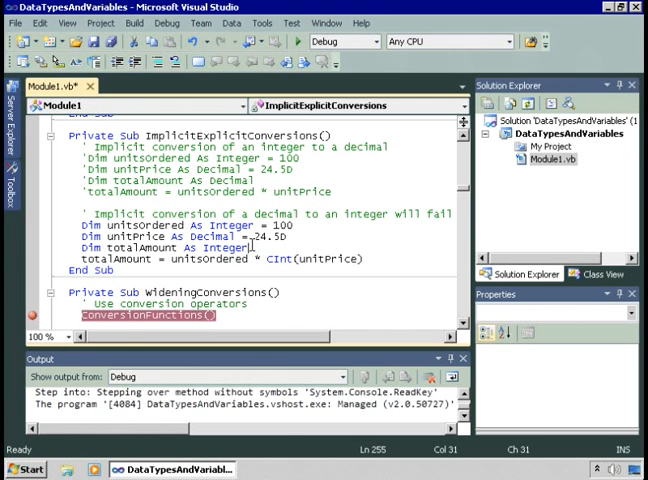 DataTypesAndVariables - Microsoft Visual Studio
File Edit View Project Build Debug Team Data Tools Test Window Help
Debug Any CPU
Module1.vb*
Module1 ImplicitExplicitConversions
Server Explorer
Toolbox
End Sub
Private Sub ImplicitExplicitConversions()
' Implicit conversion of an integer to a decimal
'Dim unitsOrdered As Integer = 100
'Dim unitPrice As Decimal = 24.5D
'Dim totalAmount As Decimal
'totalAmount = unitsOrdered * unitPrice
' Implicit conversion of a decimal to an integer will fail
Dim unitsOrdered As Integer = 100
Dim unitPrice As Decimal = 24.5D
Dim totalAmount As Integer
totalAmount = unitsOrdered * CInt(unitPrice)
End Sub
Private Sub WideningConversions()
' Use conversion operators
ConversionFunctions()
100 %
Solution Explorer
Solution 'DataTypesAndVariables'
DataTypesAndVariables
My Project
Module1.vb
Solution Explorer Class View
Properties
Output
Show output from: Debug
Step into: Stepping over method without symbols 'System.Console.ReadKey'
The program '[4084] DataTypesAndVariables.vshost.exe: Managed (v2.0.50727)'
Ready Ln 255 Col 31 Ch 31 INS
Start DataTypesAndVariabl...